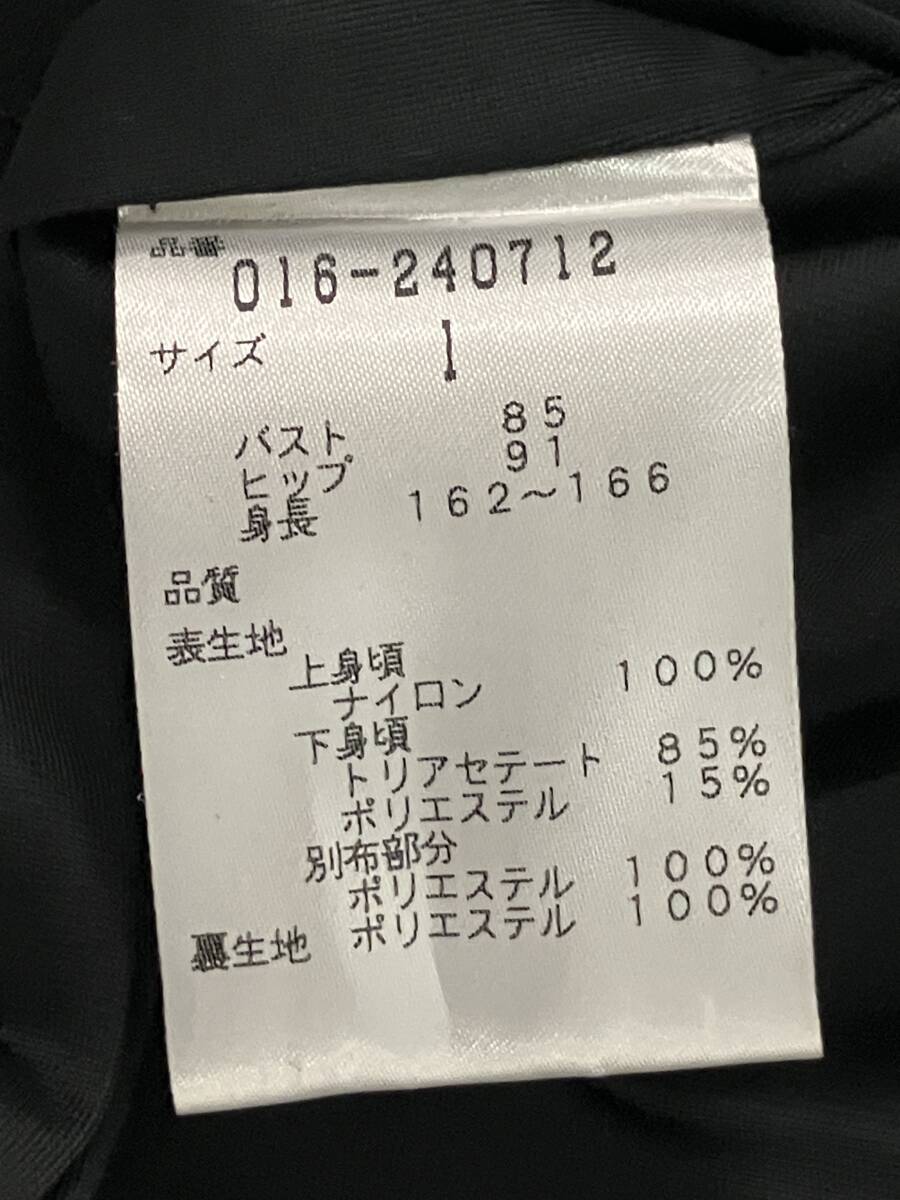 品番 016-240712
サイズ 1
バスト 85
ヒップ 91
身長 162～166
品質
表生地
上身頃
ナイロン 100%
下身頃
トリアセテート 85%
ポリエステル 15%
別布部分
ポリエステル 100%
裏生地 ポリエステル 100%